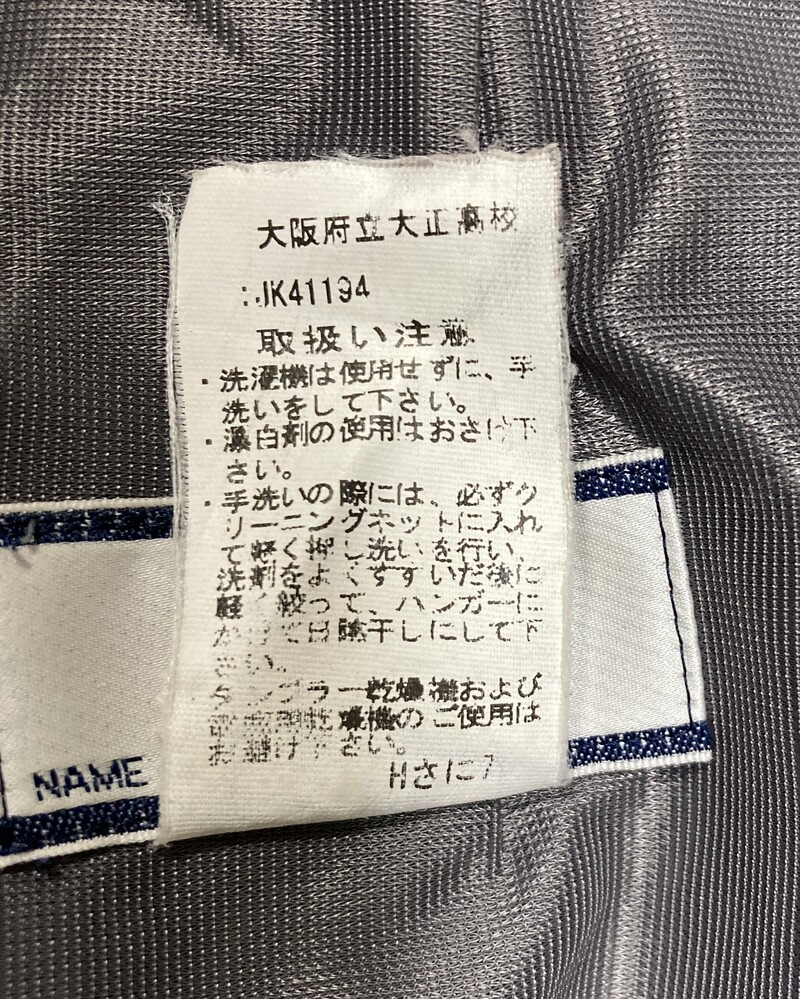 大阪府立大正高校
:JK41194
取扱い注意
・洗濯機は使用せずに、手
洗いをして下さい。
・漂白剤の使用はおさけ下
さい。
・手洗いの際には、必ずク
リーニングネットに入れ
て軽く押し洗いを行い、
洗剤をよくすすいだ後に
軽く絞って、ハンガーに
かけて日陰干しにして下
さい。
タンブラー乾燥機および
乾燥機のご使用は
お避け下さい。
Hさに7
NAME